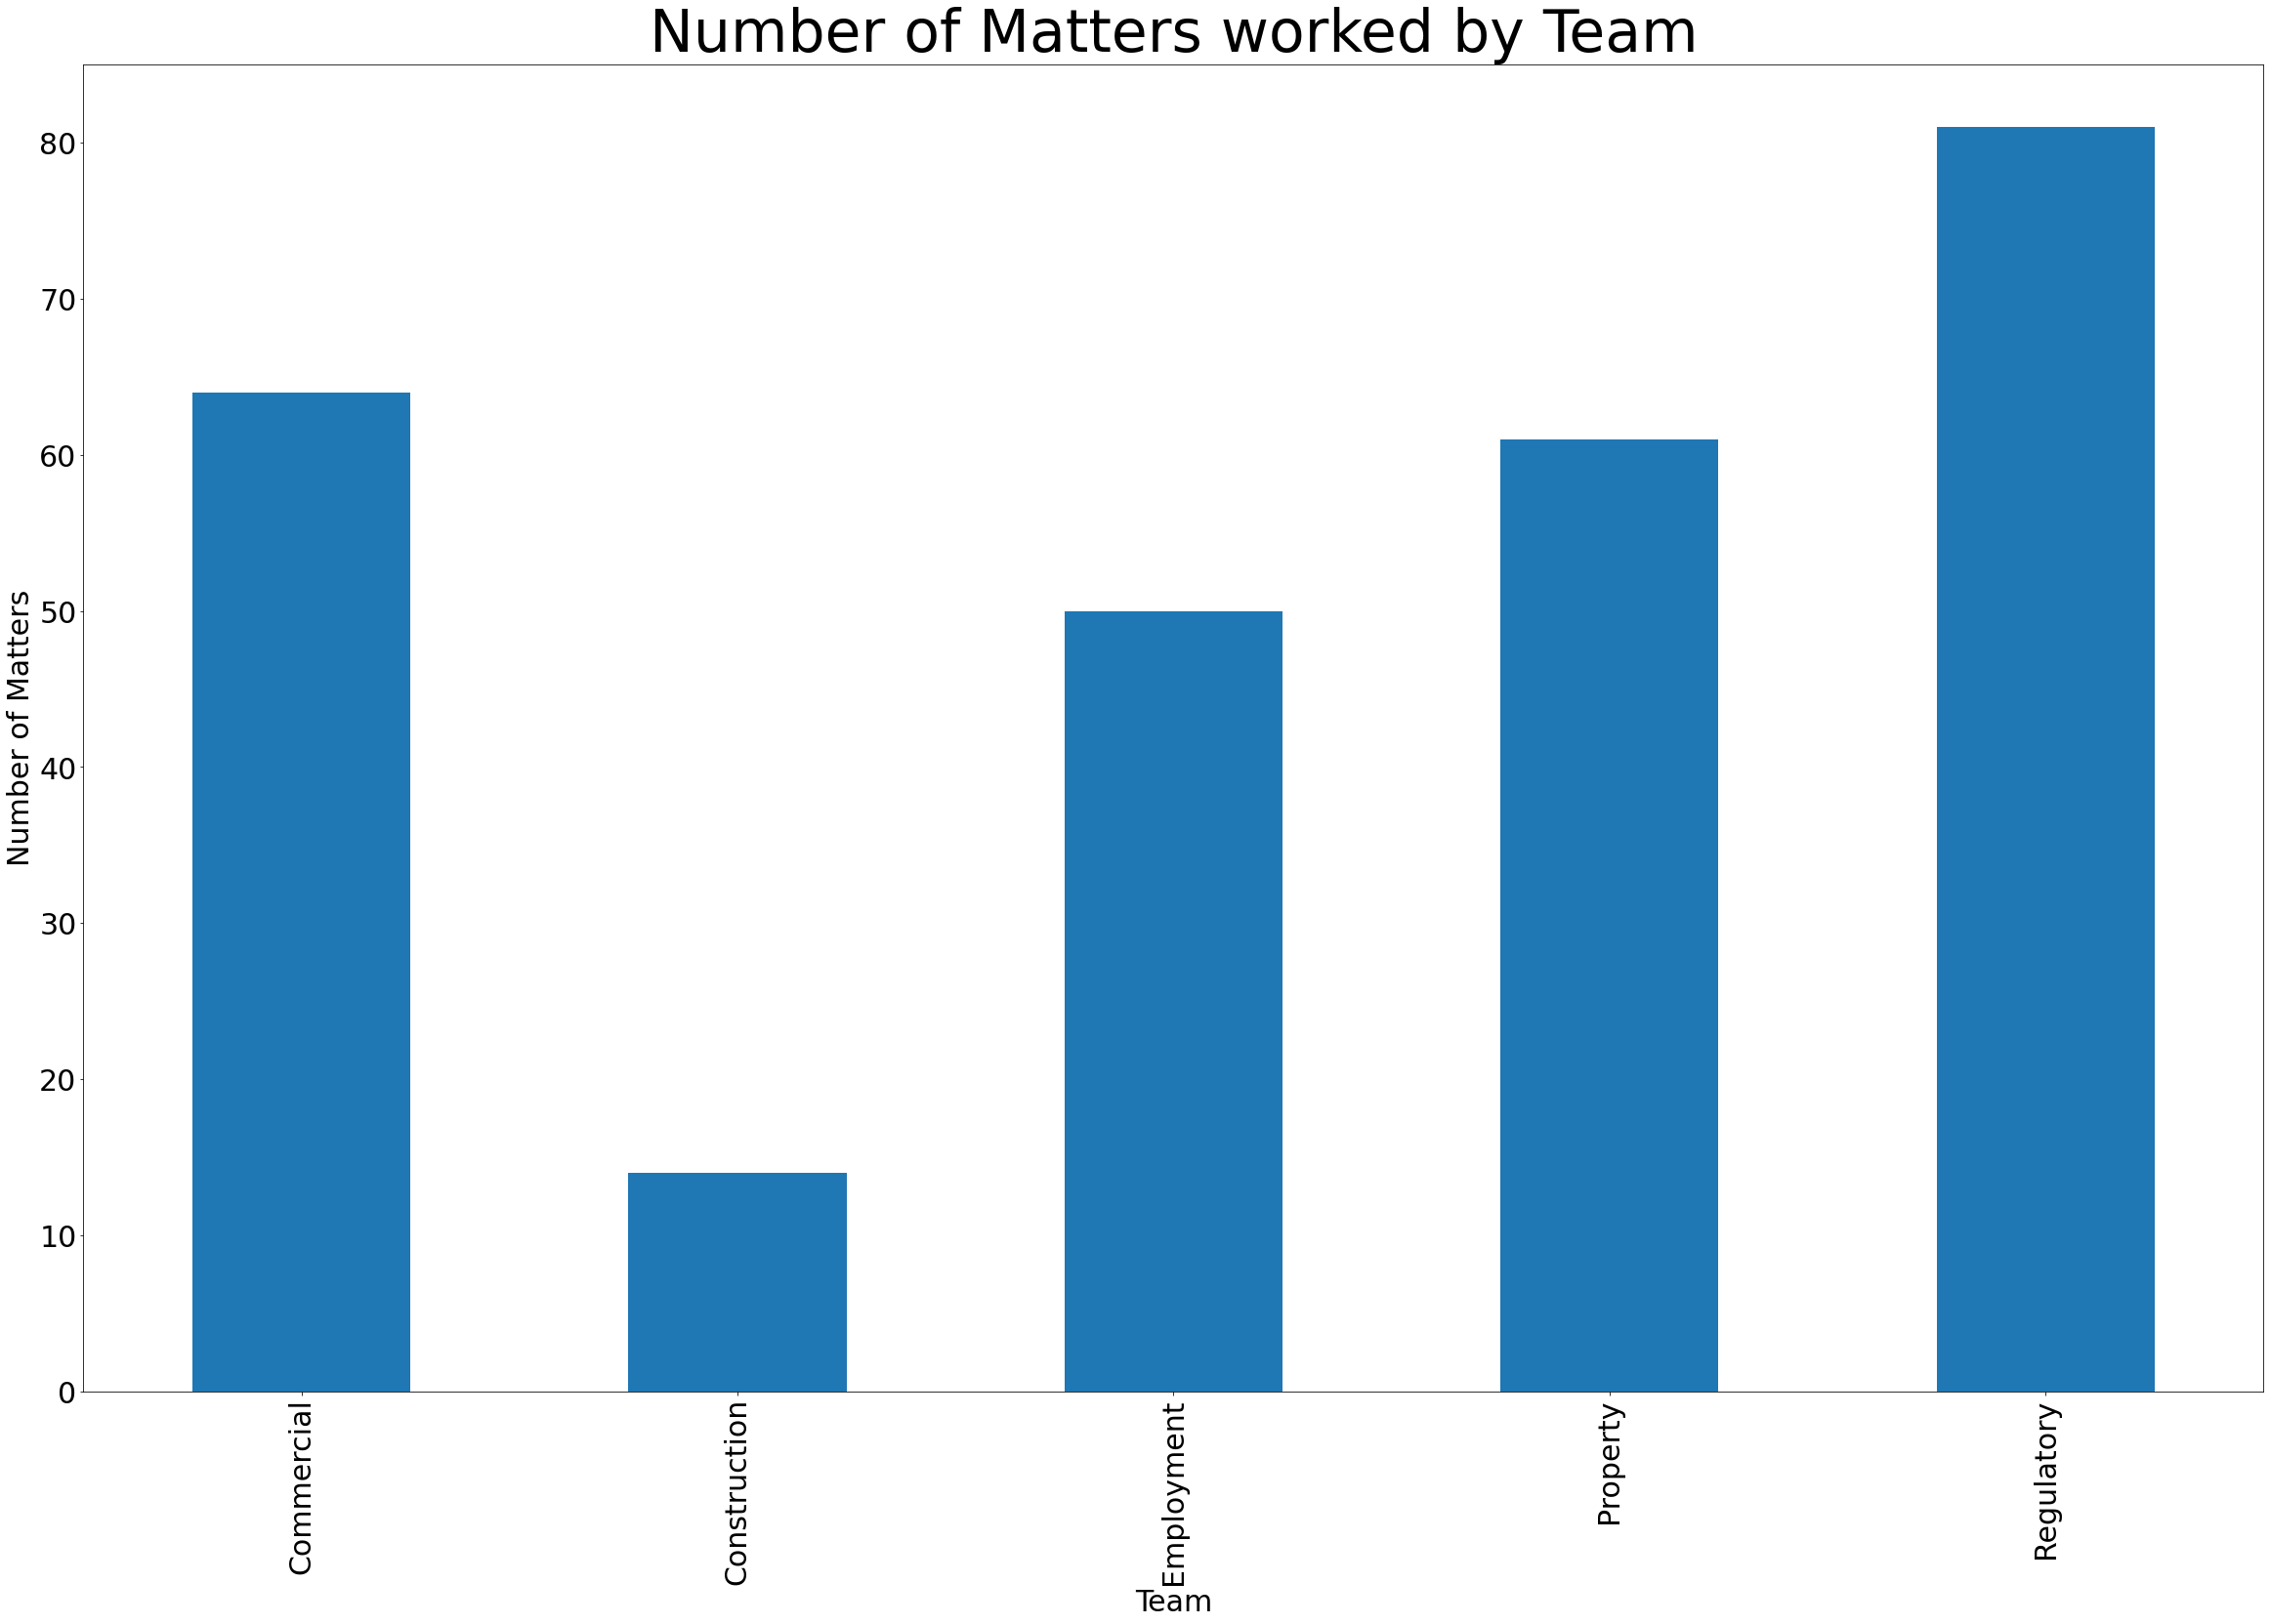 Number of Matters worked by Team
Number of Matters
80
70
60
50
40
30
20
10
0
Commercial
Construction
Employment
Property
Regulatory
Team